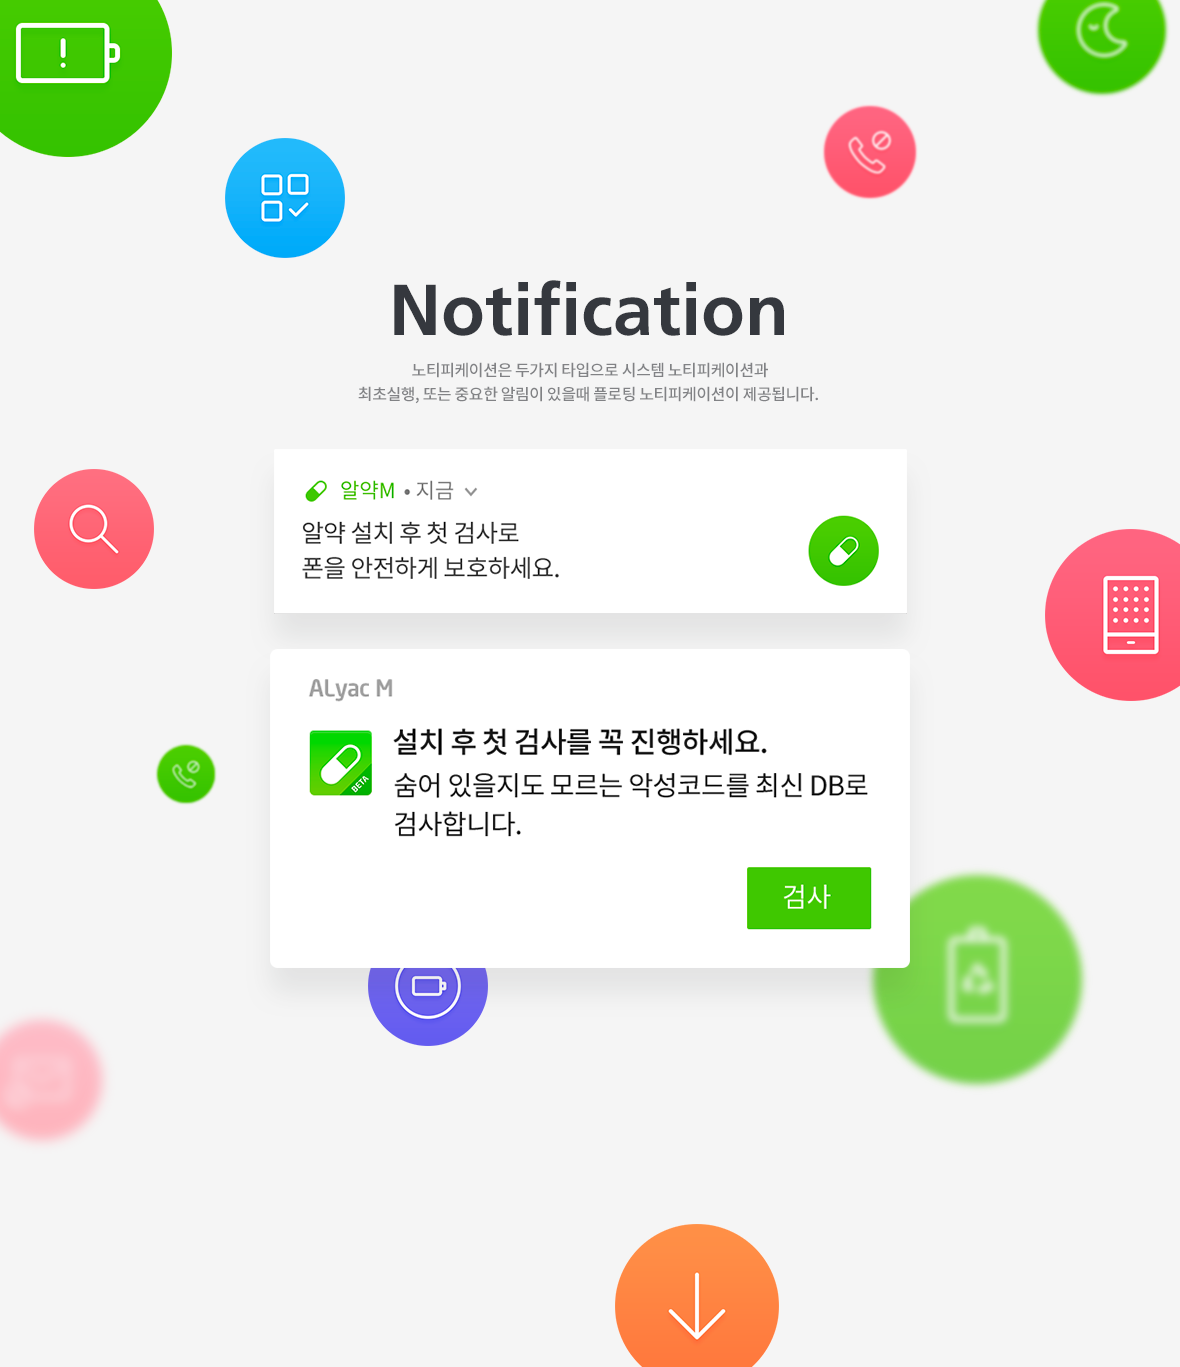 Notification
노티피케이션은 두가지 타입으로 시스템 노티피케이션과
최초실행, 또는 중요한 알림이 있을때 플로팅 노티피케이션이 제공됩니다.
알약M • 지금
알약 설치 후 첫 검사로
폰을 안전하게 보호하세요.
ALyac M
설치 후 첫 검사를 꼭 진행하세요.
숨어 있을지도 모르는 악성코드를 최신 DB로
검사합니다.
BETA
검사